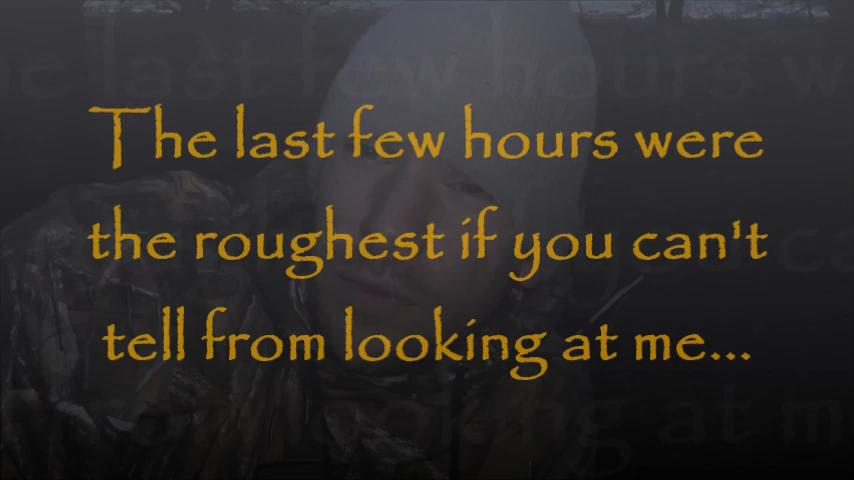 The last few hours were
the roughest if you can't
tell from looking at me...